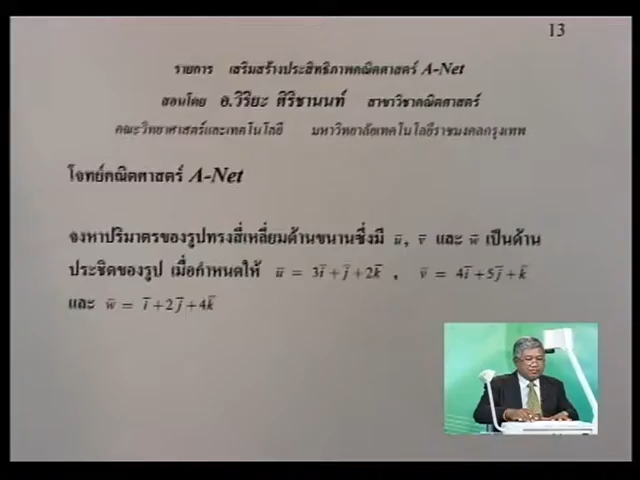 13
รายการ เสริมสร้างประสิทธิภาพคณิตศาสตร์ A-Net
สอนโดย อ.วิริยะ ศิริชานนท์ สาขาวิชาคณิตศาสตร์
คณะวิทยาศาสตร์และเทคโนโลยี มหาวิทยาลัยเทคโนโลยีราชมงคลกรุงเทพ
โจทย์คณิตศาสตร์ A-Net
จงหาปริมาตรของรูปทรงสี่เหลี่ยมด้านขนานซึ่งมี ū, v̄ และ w̄ เป็นด้าน
ประชิดของรูป เมื่อกำหนดให้ ū = 3ī+j̄+2k̄ , v̄ = 4ī+5j̄+k̄
และ w̄ = ī+2j̄+4k̄